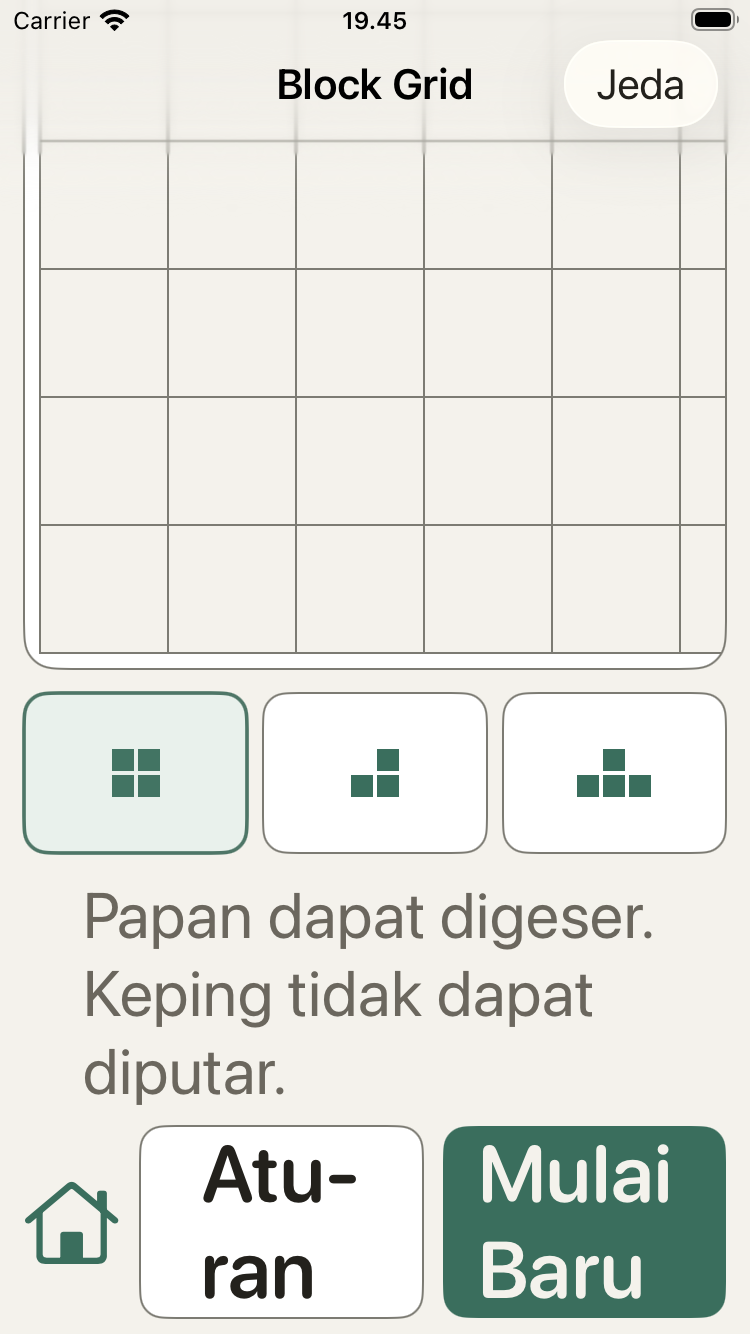 Carrier 19.45
Block Grid Jeda
Papan dapat digeser.
Keping tidak dapat
diputar.
Atu-
ran
Mulai
Baru